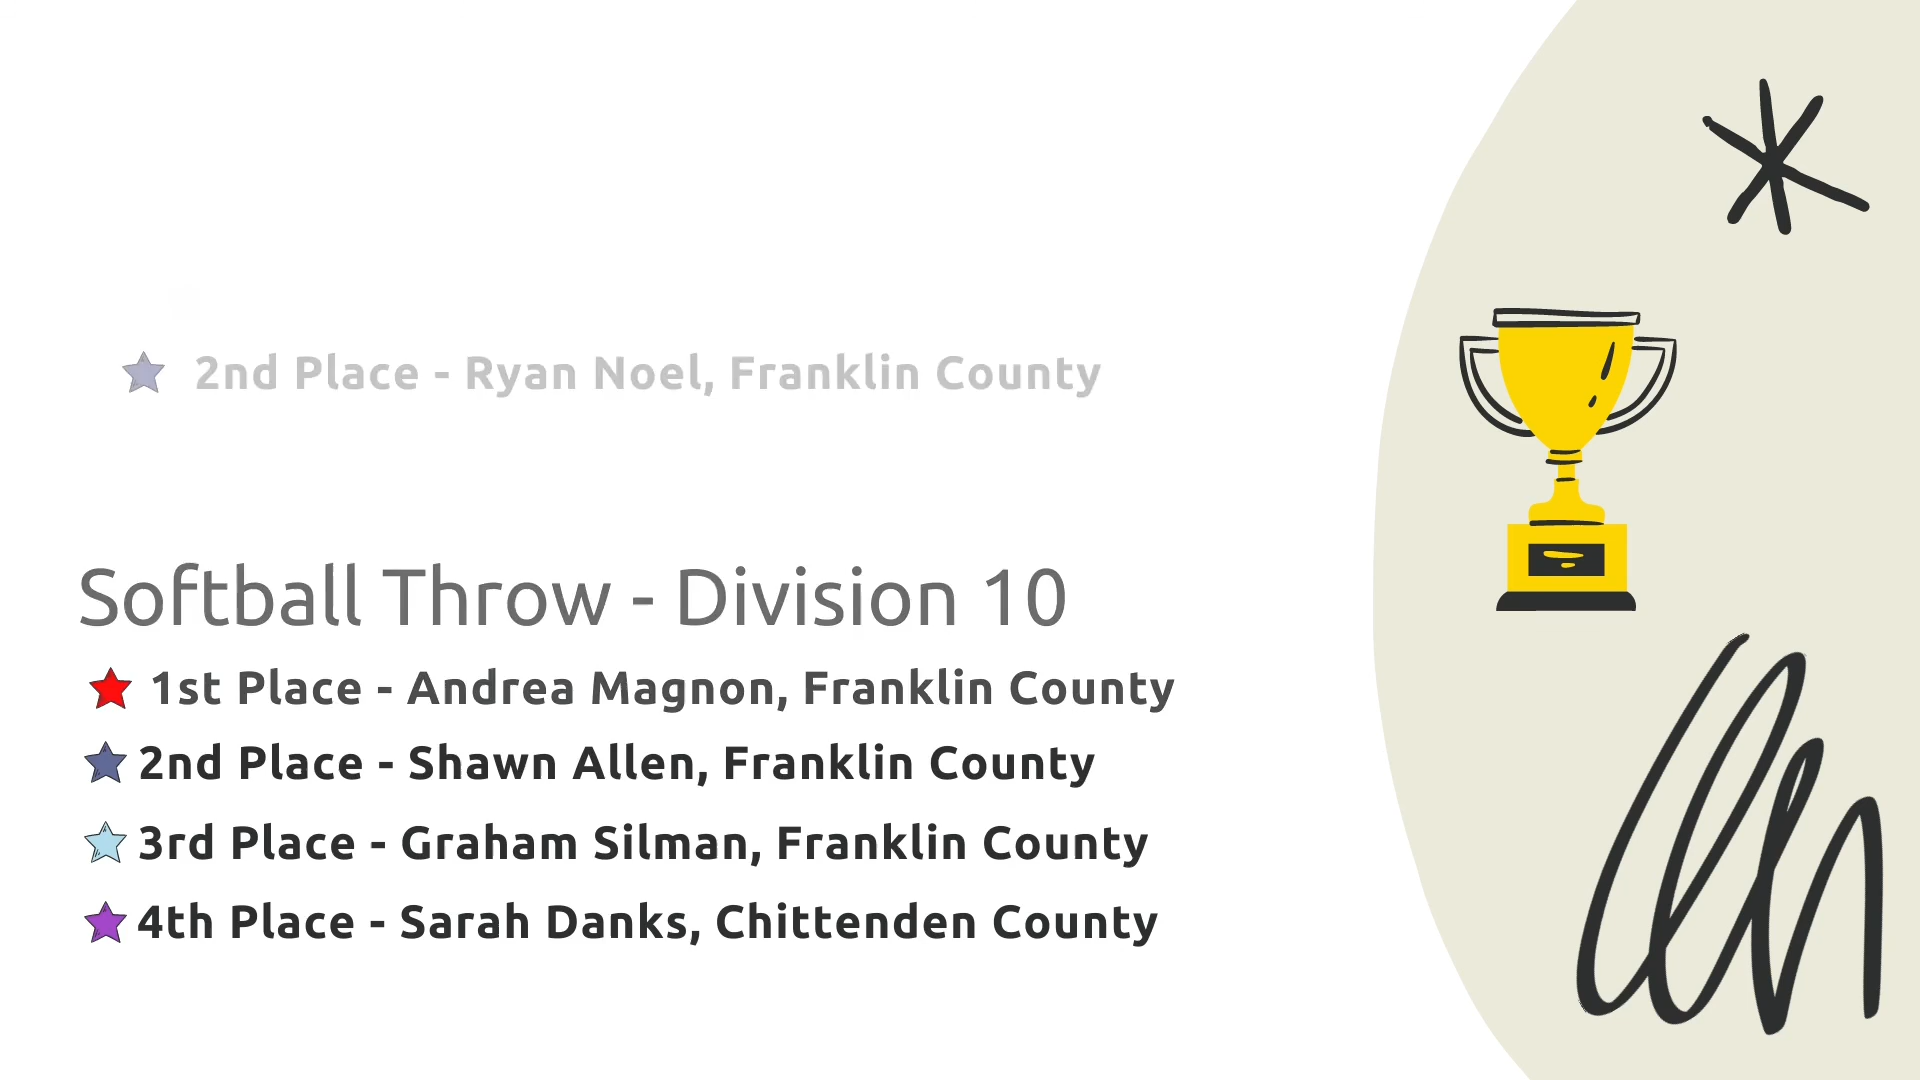 2nd Place - Ryan Noel, Franklin County
Softball Throw - Division 10
1st Place - Andrea Magnon, Franklin County
2nd Place - Shawn Allen, Franklin County
3rd Place - Graham Silman, Franklin County
4th Place - Sarah Danks, Chittenden County